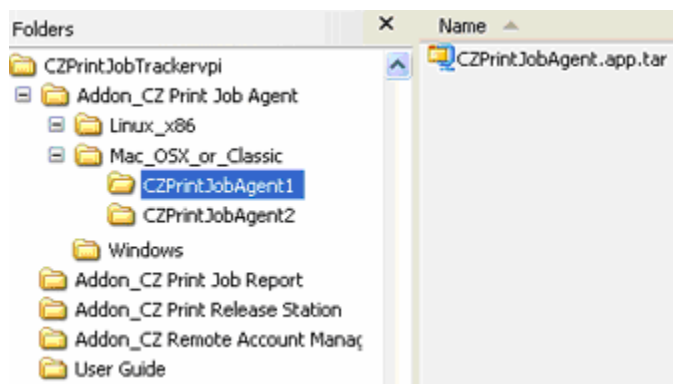 Folders
Name
CZPrintJobTrackervpi
CZPrintJobAgent.app.tar
Addon_CZ Print Job Agent
Linux_x86
Mac_OSX_or_Classic
CZPrintJobAgent1
CZPrintJobAgent2
Windows
Addon_CZ Print Job Report
Addon_CZ Print Release Station
Addon_CZ Remote Account Manag
User Guide